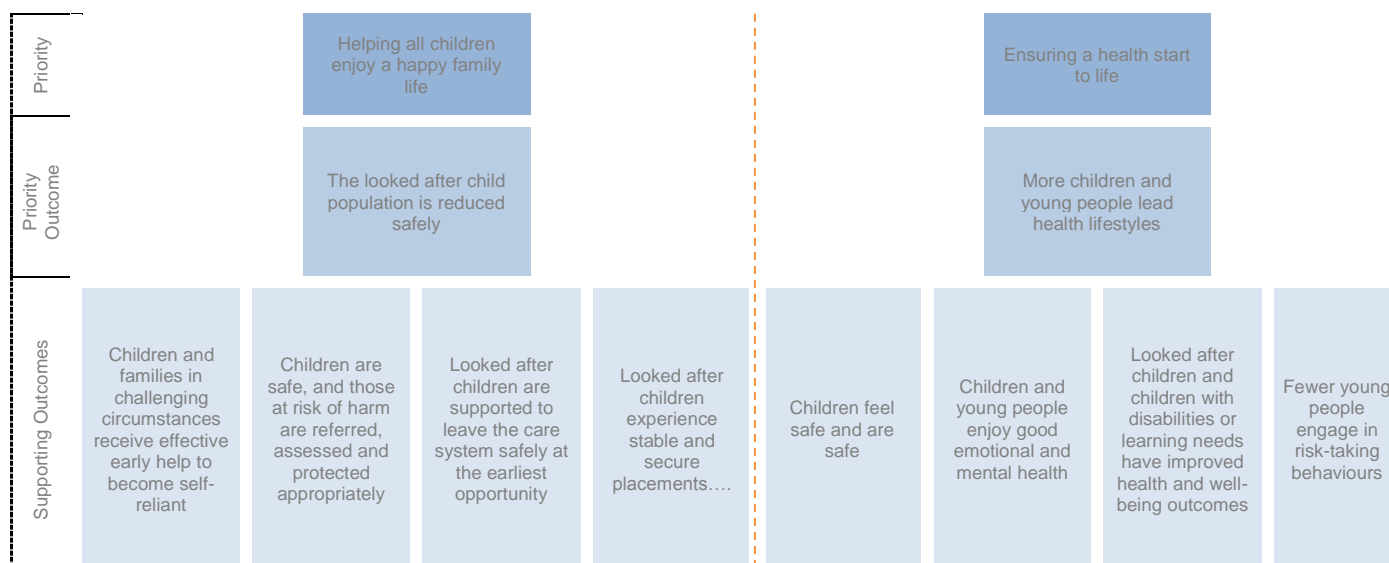 Priority
Helping all children
enjoy a happy family
life
Ensuring a health start
to life
Priority
Outcome
The looked after child
population is reduced
safely
More children and
young people lead
health lifestyles
Supporting Outcomes
Children and
families in
challenging
circumstances
receive effective
early help to
become self-
reliant
Children are
safe, and those
at risk of harm
are referred,
assessed and
protected
appropriately
Looked after
children are
supported to
leave the care
system safely at
the earliest
opportunity
Looked after
children
experience
stable and
secure
placements….
Children feel
safe and are
safe
Children and
young people
enjoy good
emotional and
mental health
Looked after
children and
children with
disabilities or
learning needs
have improved
health and well-
being outcomes
Fewer young
people
engage in
risk-taking
behaviours